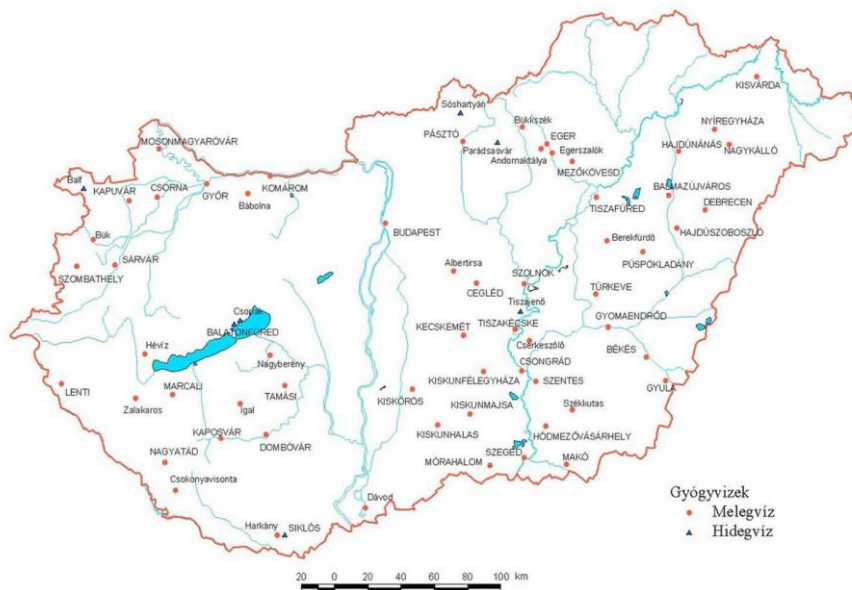 KISVÁRDA
Sóshartyán
NYÍREGYHÁZA
Bükkszék
PÁSZTÓ
EGER
MOSONMAGYARÓVÁR
Parádsasvár
Egerszalók
HAJDÚNÁNÁS
NAGYKÁLLÓ
Andornaktálya
MEZŐKÖVESD
Balf
KAPUVÁR
CSORNA
GYŐR
KOMÁROM
Bábolna
BALMAZÚJVÁROS
TISZAFÜRED
DEBRECEN
BUDAPEST
HAJDÚSZOBOSZLÓ
Bük
Berekfürdő
PÜSPÖKLADÁNY
SZOMBATHELY
SÁRVÁR
Albertirsa
SZOLNOK
CEGLÉD
TÚRKEVE
Csopak
Tiszajenő
BALATONFÜRED
TISZAKÉCSKE
GYOMAENDRŐD
KECSKEMÉT
Cserkeszőlő
Hévíz
Nagyberény
BÉKÉS
CSONGRÁD
KISKUNFÉLEGYHÁZA
SZENTES
GYULA
LENTI
MARCALI
TAMÁSI
Zalakaros
Igal
KISKŐRÖS
KISKUNMAJSA
Székkutas
KAPOSVÁR
DOMBÓVÁR
KISKUNHALAS
HÓDMEZŐVÁSÁRHELY
NAGYATÁD
SZEGED
MÓRAHALOM
MAKÓ
Csokonyavisonta
Dávod
Harkány
SIKLÓS
Gyógyvizek
Melegvíz
Hidegvíz
20 0 20 40 60 80 100 km